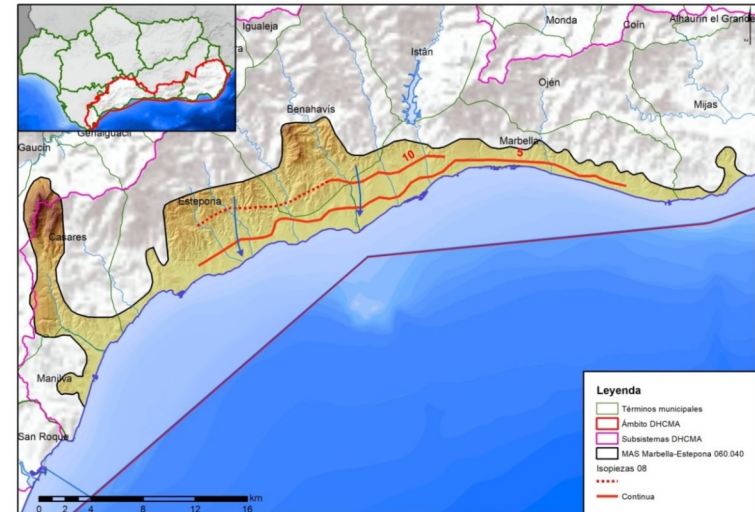 Igualeja
Monda
Coín
Alhaurín el Grande
Istán
Ojén
Benahavís
Mijas
Genalguacil
Gaucín
Marbella
10
5
Estepona
Casares
Manilva
San Roque
km
0 2 4 8 12 16
Leyenda
Términos municipales
Ámbito DHCMA
Subsistemas DHCMA
MAS Marbella-Estepona 060.040
Isopiezas 08
Continua